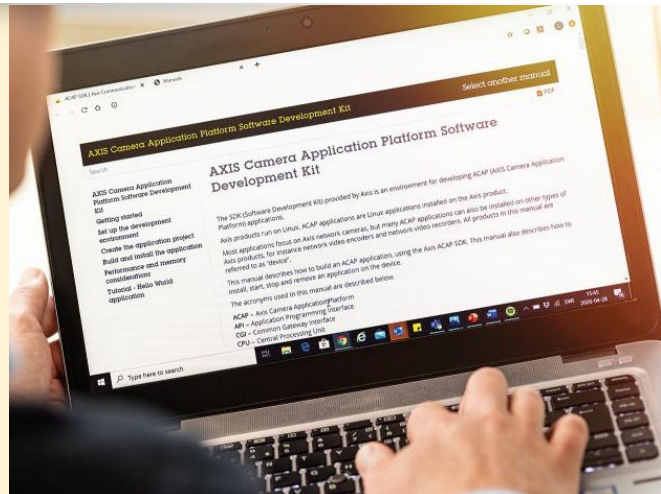 ACAP SDK | Axis Communication
Manuals
AXIS Camera Application Platform Software Development Kit
Select another manual
Search
PDF
AXIS Camera Application
Platform Software Development
Kit
Getting started
Set up the development
environment
Create the application project
Build and install the application
Performance and memory
considerations
Tutorial - Hello World
application
AXIS Camera Application Platform Software
Development Kit
The SDK (Software Development Kit) provided by Axis is an environment for developing ACAP (AXIS Camera Application
Platform) applications.
Axis products run on Linux. ACAP applications are Linux applications installed on the Axis product.
Most applications focus on Axis network cameras, but many ACAP applications can also be installed on other types of
Axis products, for instance network video encoders and network video recorders. All products in this manual are
referred to as "device".
This manual describes how to build an ACAP application, using the Axis ACAP SDK. This manual also describes how to
install, start, stop and remove an application on the device.
The acronyms used in this manual are described below.
ACAP – Axis Camera Application Platform
API – Application Programming Interface
CGI – Common Gateway Interface
CPU – Central Processing Unit
Type here to search
SWE
15:45
2020-04-28